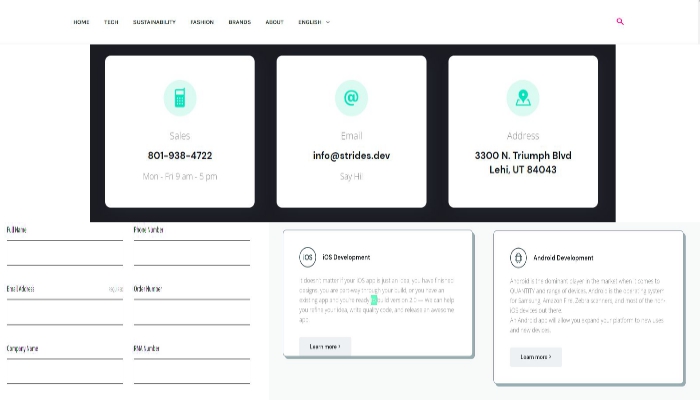 HOME TECH SUSTAINABILITY FASHION BRANDS ABOUT ENGLISH
Sales
801-938-4722
Mon - Fri 9 am - 5 pm
@
Email
info@strides.dev
Say Hi!
Address
3300 N. Triumph Blvd
Lehi, UT 84043
Full Name
Phone Number
Email Address
Order Number
Company Name
RMA Number
iOS
iOS Development
It doesn't matter if your iOS app is just an idea, you have finished
designs, you are part-way through your build, or you have an
existing app and you're ready build version 2.0 — We can help
you refine your idea, write quality code, and release an awesome
app.
Learn more >
Android Development
Android is the dominant player in the market when it comes to
QUANTITY and range of devices. Android is the operating system
for Samsung, Amazon Fire, Zebra scanners, and most of the non-
iOS devices out there.
An Android app will allow you expand your platform to new users
and new devices.
Learn more >